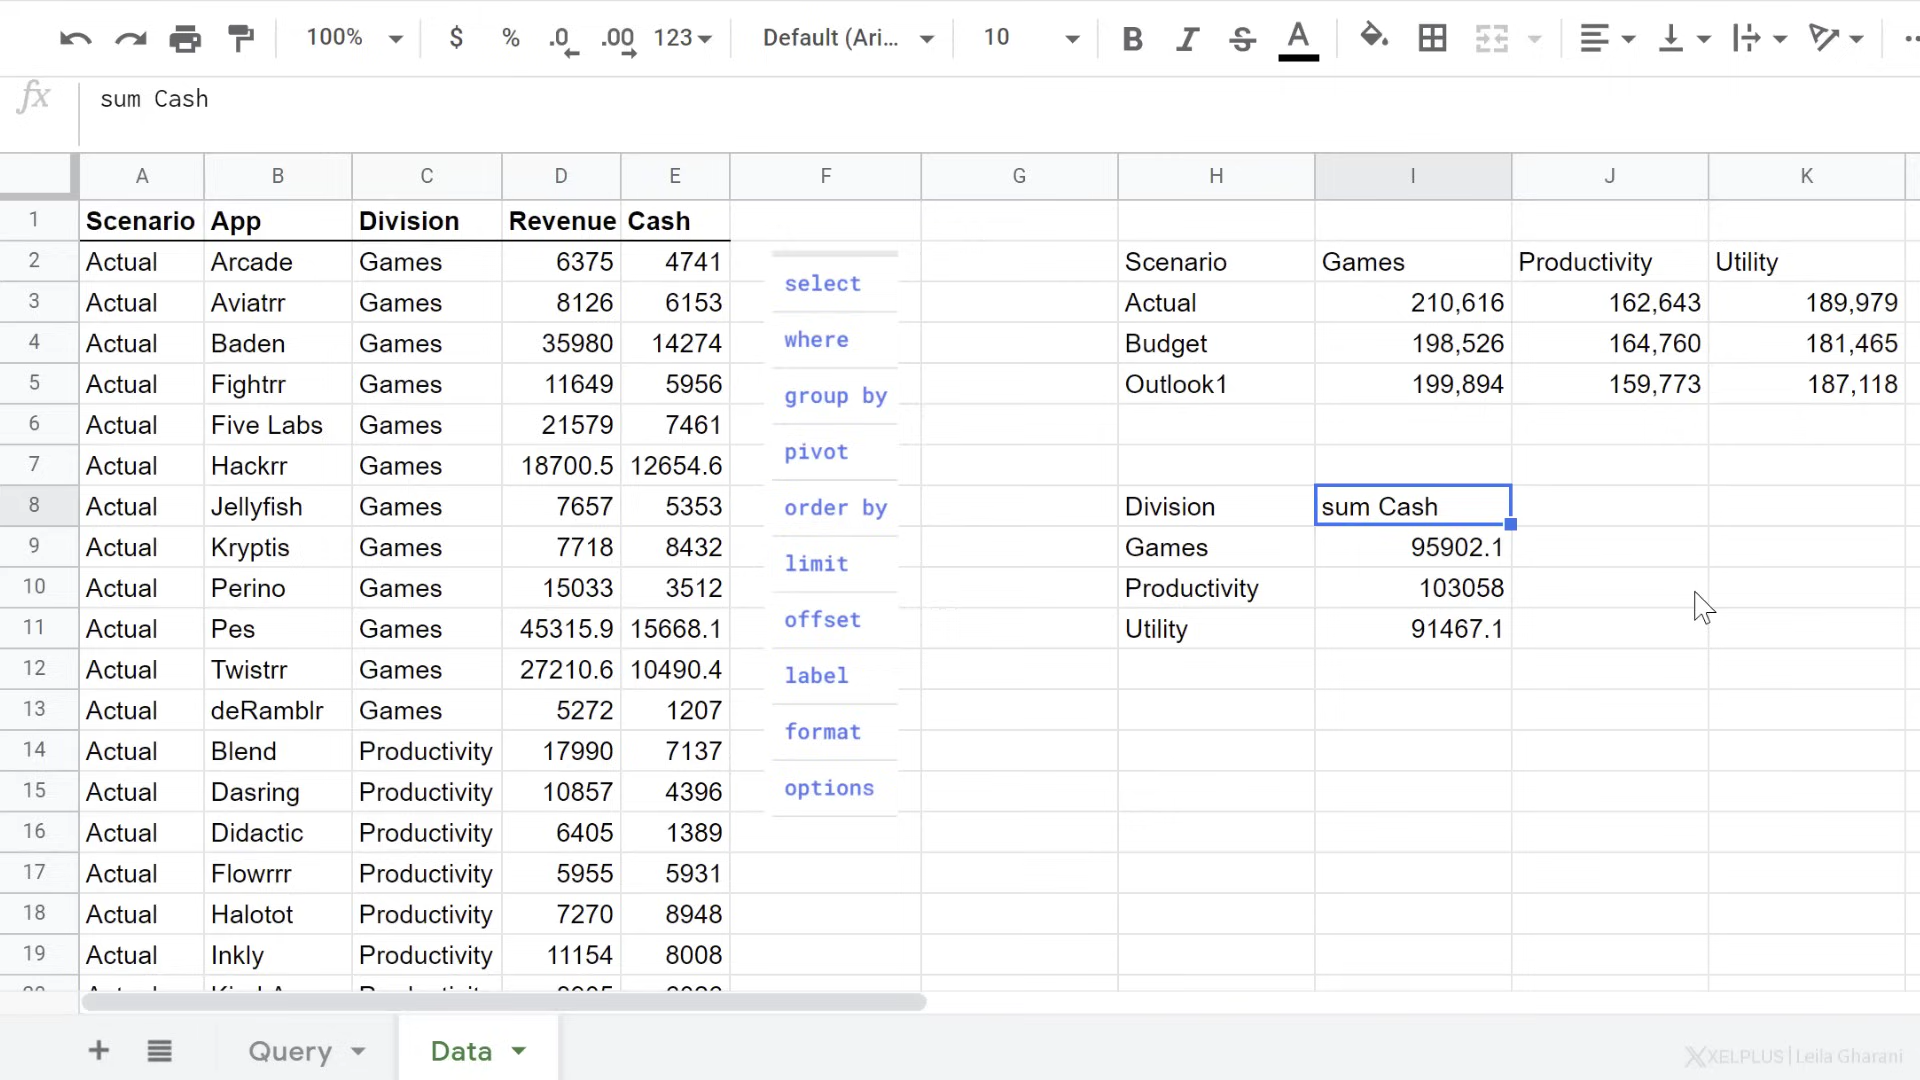 100% $ % .0 .00 123 Default (Ari... 10 B I S A
fx sum Cash
A B C D E F G H I J K
1 Scenario App Division Revenue Cash
2 Actual Arcade Games 6375 4741 Scenario Games Productivity Utility
select
3 Actual Aviatrr Games 8126 6153 Actual 210,616 162,643 189,979
where
4 Actual Baden Games 35980 14274 Budget 198,526 164,760 181,465
5 Actual Fightrr Games 11649 5956 Outlook1 199,894 159,773 187,118
group by
6 Actual Five Labs Games 21579 7461
pivot
7 Actual Hackrr Games 18700.5 12654.6
8 Actual Jellyfish Games 7657 5353 order by Division sum Cash
9 Actual Kryptis Games 7718 8432 Games 95902.1
limit
10 Actual Perino Games 15033 3512 Productivity 103058
offset
11 Actual Pes Games 45315.9 15668.1 Utility 91467.1
12 Actual Twistrr Games 27210.6 10490.4
label
13 Actual deRamblr Games 5272 1207
format
14 Actual Blend Productivity 17990 7137
15 Actual Dasring Productivity 10857 4396 options
16 Actual Didactic Productivity 6405 1389
17 Actual Flowrrr Productivity 5955 5931
18 Actual Halotot Productivity 7270 8948
19 Actual Inkly Productivity 11154 8008
+ Query Data
XELPLUS | Leila Gharani